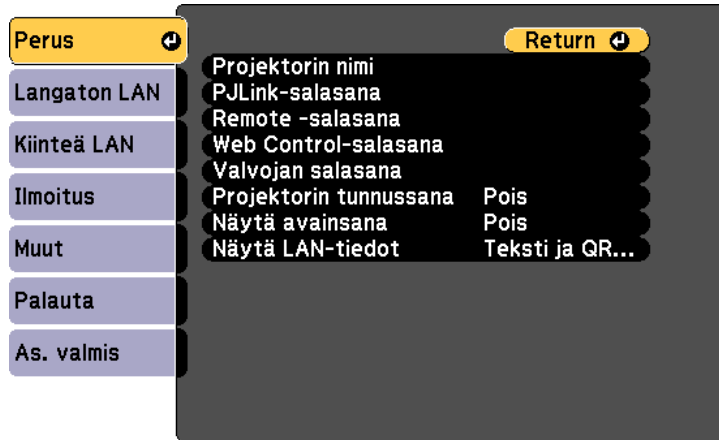 Perus
Langaton LAN
Kiinteä LAN
Ilmoitus
Muut
Palauta
As. valmis
Return
Projektorin nimi
PJLink-salasana
Remote -salasana
Web Control-salasana
Valvojan salasana
Projektorin tunnussana Pois
Näytä avainsana Pois
Näytä LAN-tiedot Teksti ja QR...